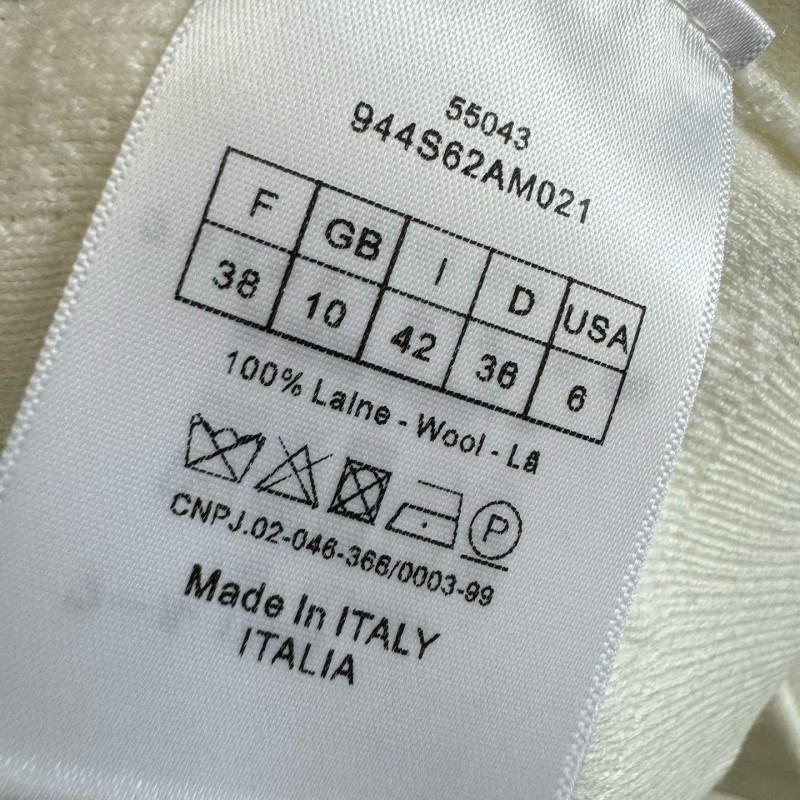 55043
944S62AM021
F GB I D USA
38 10 42 36 6
100% Laine - Wool - Lã
P
CNPJ.02-046-366/0003-99
Made In ITALY
ITALIA